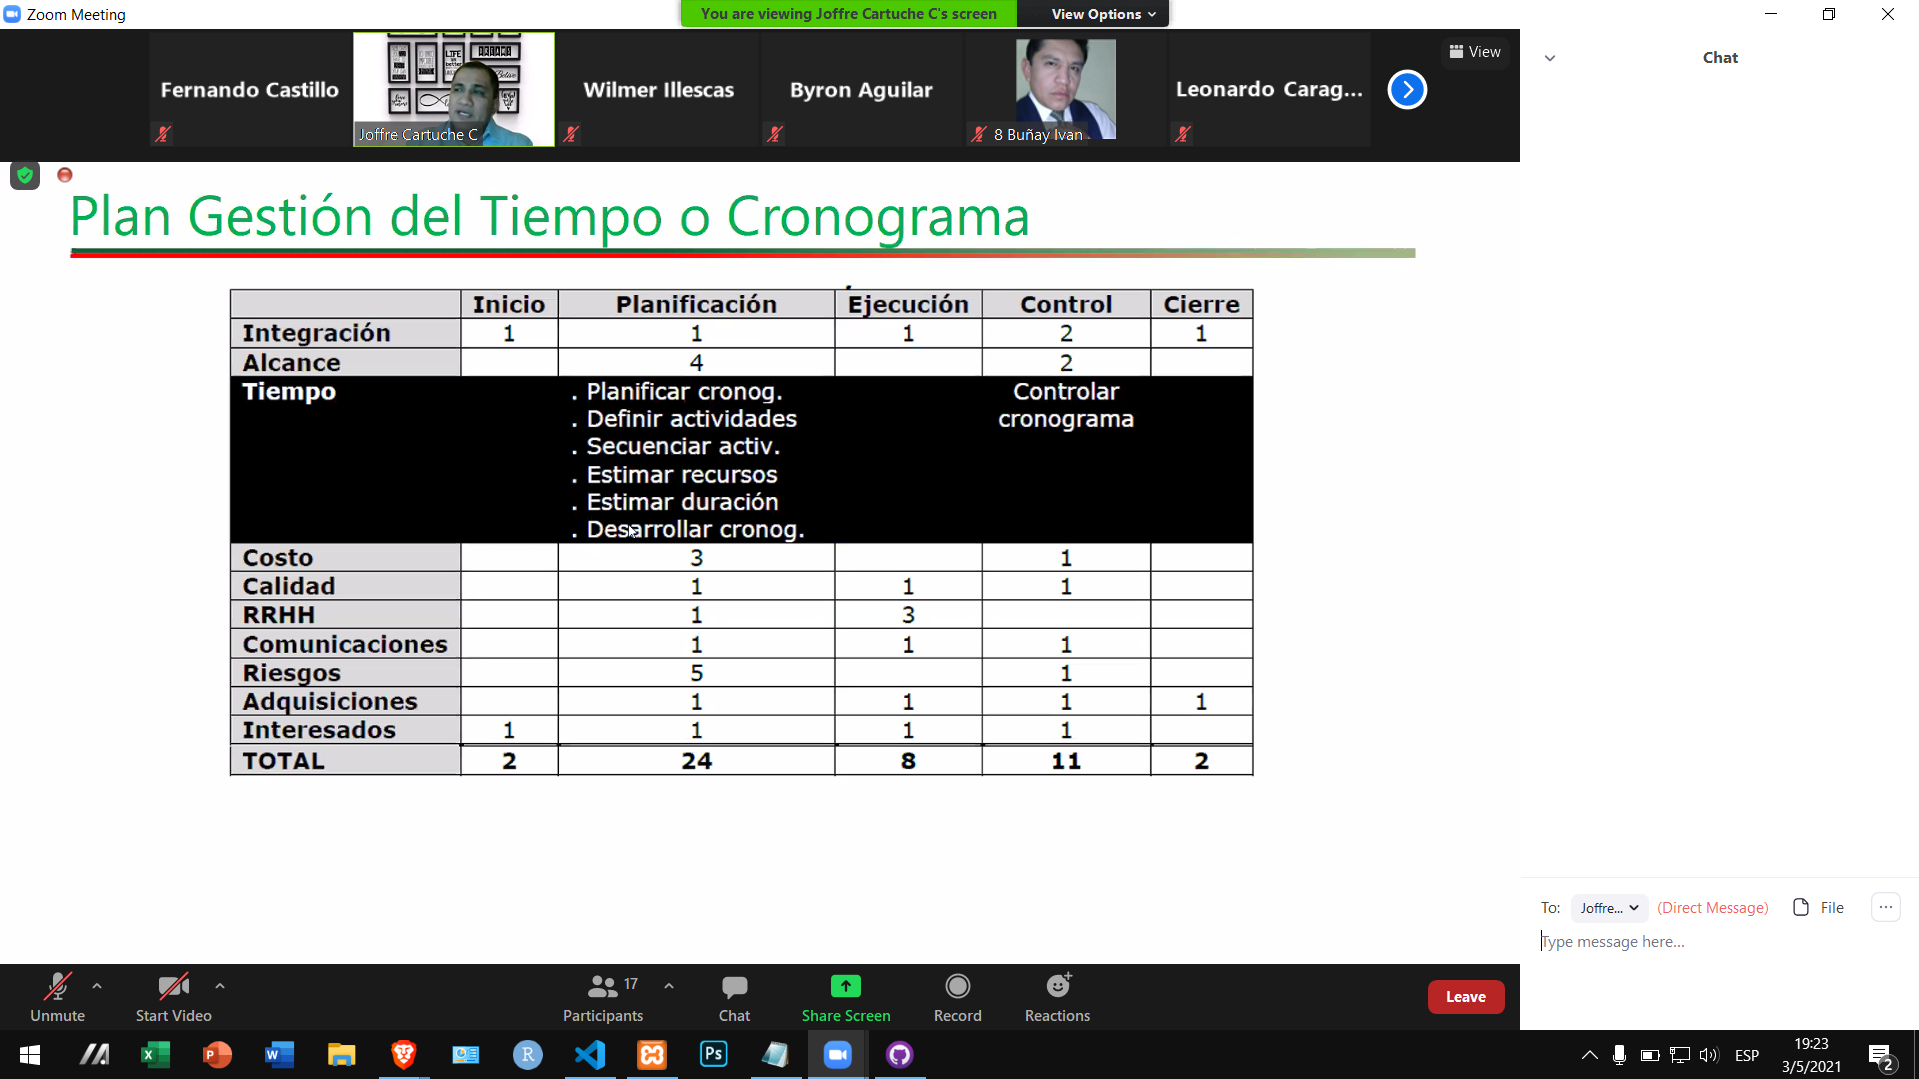 Zoom Meeting
You are viewing Joffre Cartuche C's screen
View Options
Fernando Castillo
Joffre Cartuche C
Wilmer Illescas
Byron Aguilar
8 Buñay Ivan
Leonardo Carag...
View
Chat
Plan Gestión del Tiempo o Cronograma
Inicio Planificación Ejecución Control Cierre
Integración 1 1 1 2 1
Alcance 4 2
Tiempo . Planificar cronog. Controlar
. Definir actividades cronograma
. Secuenciar activ.
. Estimar recursos
. Estimar duración
. Desarrollar cronog.
Costo 3 1
Calidad 1 1 1
RRHH 1 3
Comunicaciones 1 1 1
Riesgos 5 1
Adquisiciones 1 1 1 1
Interesados 1 1 1 1
TOTAL 2 24 8 11 2
To: Joffre... (Direct Message) File
Type message here...
Unmute
Start Video
17
Participants
Chat
Share Screen
Record
Reactions
Leave
ESP
19:23
3/5/2021
2